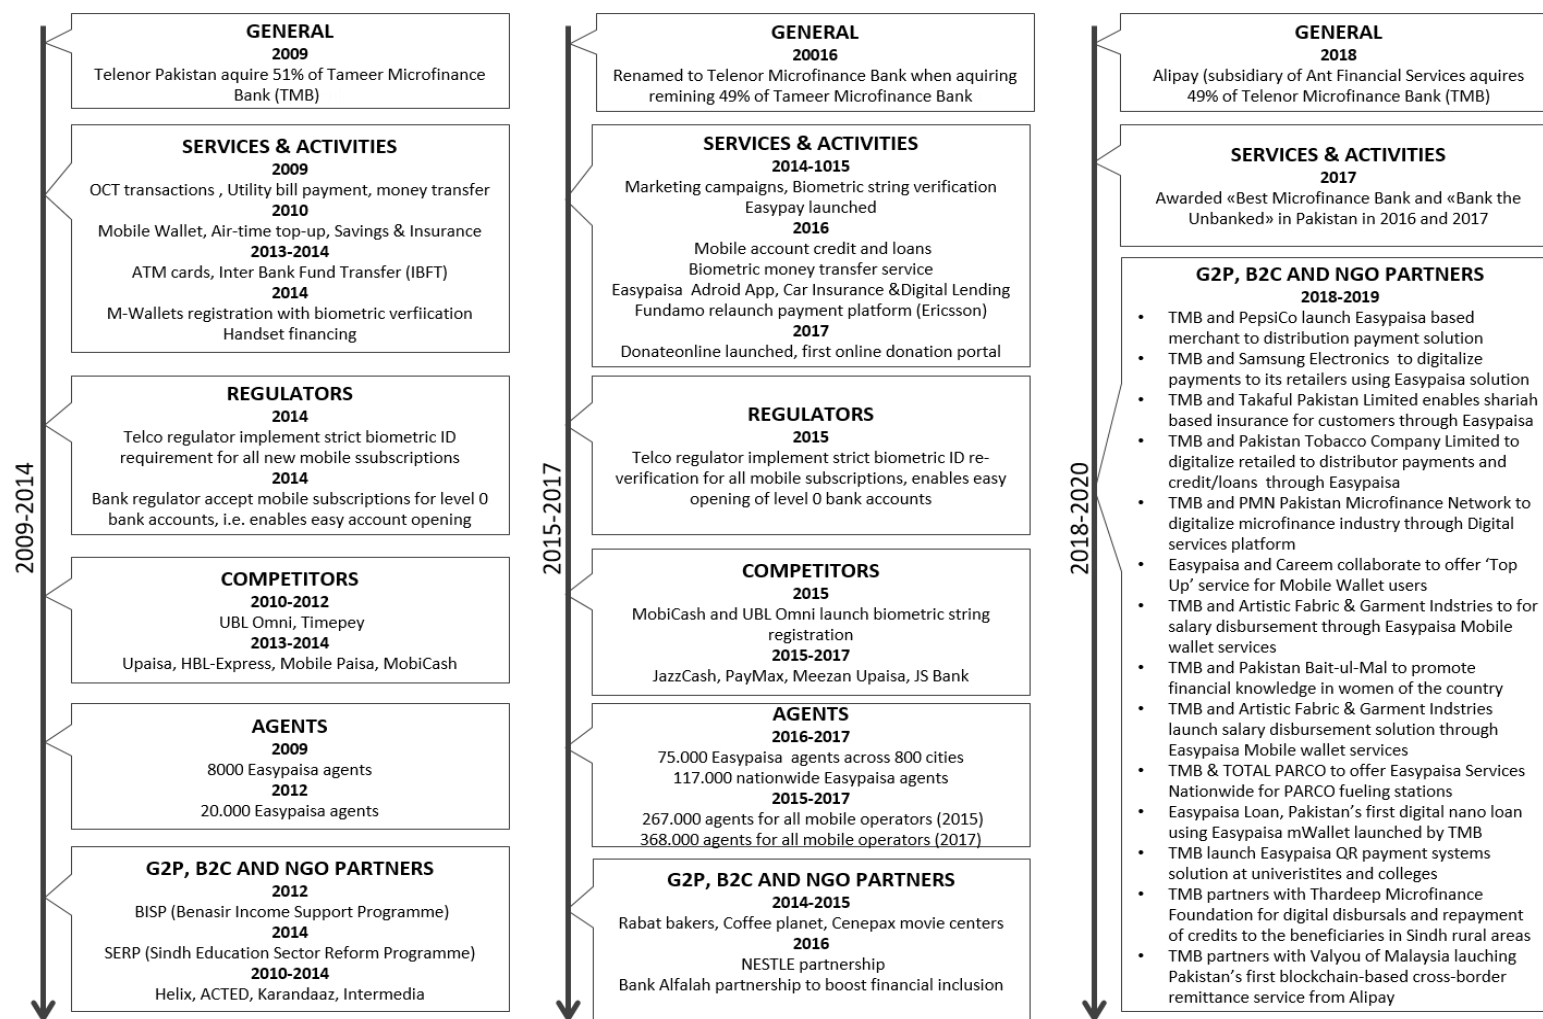 2009-2014
GENERAL
2009
Telenor Pakistan aquire 51% of Tameer Microfinance
Bank (TMB)
SERVICES & ACTIVITIES
2009
OCT transactions , Utility bill payment, money transfer
2010
Mobile Wallet, Air-time top-up, Savings & Insurance
2013-2014
ATM cards, Inter Bank Fund Transfer (IBFT)
2014
M-Wallets registration with biometric verfiication
Handset financing
REGULATORS
2014
Telco regulator implement strict biometric ID
requirement for all new mobile ssubscriptions
2014
Bank regulator accept mobile subscriptions for level 0
bank accounts, i.e. enables easy account opening
COMPETITORS
2010-2012
UBL Omni, Timepey
2013-2014
Upaisa, HBL-Express, Mobile Paisa, MobiCash
AGENTS
2009
8000 Easypaisa agents
2012
20.000 Easypaisa agents
G2P, B2C AND NGO PARTNERS
2012
BISP (Benasir Income Support Programme)
2014
SERP (Sindh Education Sector Reform Programme)
2010-2014
Helix, ACTED, Karandaaz, Intermedia
2015-2017
GENERAL
20016
Renamed to Telenor Microfinance Bank when aquiring
remining 49% of Tameer Microfinance Bank
SERVICES & ACTIVITIES
2014-1015
Marketing campaigns, Biometric string verification
Easypay launched
2016
Mobile account credit and loans
Biometric money transfer service
Easypaisa Adroid App, Car Insurance &Digital Lending
Fundamo relaunch payment platform (Ericsson)
2017
Donateonline launched, first online donation portal
REGULATORS
2015
Telco regulator implement strict biometric ID re-
verification for all mobile subscriptions, enables easy
opening of level 0 bank accounts
COMPETITORS
2015
MobiCash and UBL Omni launch biometric string
registration
2015-2017
JazzCash, PayMax, Meezan Upaisa, JS Bank
AGENTS
2016-2017
75.000 Easypaisa agents across 800 cities
117.000 nationwide Easypaisa agents
2015-2017
267.000 agents for all mobile operators (2015)
368.000 agents for all mobile operators (2017)
G2P, B2C AND NGO PARTNERS
2014-2015
Rabat bakers, Coffee planet, Cenepax movie centers
2016
NESTLE partnership
Bank Alfalah partnership to boost financial inclusion
2018-2020
GENERAL
2018
Alipay (subsidiary of Ant Financial Services aquires
49% of Telenor Microfinance Bank (TMB)
SERVICES & ACTIVITIES
2017
Awarded «Best Microfinance Bank and «Bank the
Unbanked» in Pakistan in 2016 and 2017
G2P, B2C AND NGO PARTNERS
2018-2019
• TMB and PepsiCo launch Easypaisa based
merchant to distribution payment solution
• TMB and Samsung Electronics to digitalize
payments to its retailers using Easypaisa solution
• TMB and Takaful Pakistan Limited enables shariah
based insurance for customers through Easypaisa
• TMB and Pakistan Tobacco Company Limited to
digitalize retailed to distributor payments and
credit/loans through Easypaisa
• TMB and PMN Pakistan Microfinance Network to
digitalize microfinance industry through Digital
services platform
• Easypaisa and Careem collaborate to offer ‘Top
Up’ service for Mobile Wallet users
• TMB and Artistic Fabric & Garment Indstries to for
salary disbursement through Easypaisa Mobile
wallet services
• TMB and Pakistan Bait-ul-Mal to promote
financial knowledge in women of the country
• TMB and Artistic Fabric & Garment Indstries
launch salary disbursement solution through
Easypaisa Mobile wallet services
• TMB & TOTAL PARCO to offer Easypaisa Services
Nationwide for PARCO fueling stations
• Easypaisa Loan, Pakistan’s first digital nano loan
using Easypaisa mWallet launched by TMB
• TMB launch Easypaisa QR payment systems
solution at univeristites and colleges
• TMB partners with Thardeep Microfinance
Foundation for digital disbursals and repayment
of credits to the beneficiaries in Sindh rural areas
• TMB partners with Valyou of Malaysia lauching
Pakistan’s first blockchain-based cross-border
remittance service from Alipay